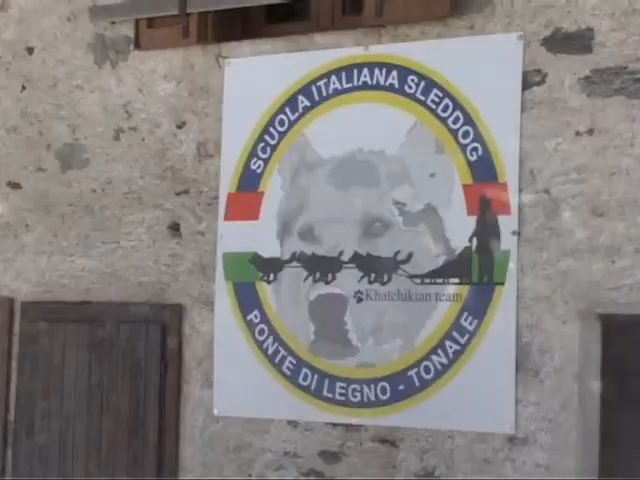 SCUOLA ITALIANA SLEDDOG
Khatchikian team
PONTE DI LEGNO - TONALE